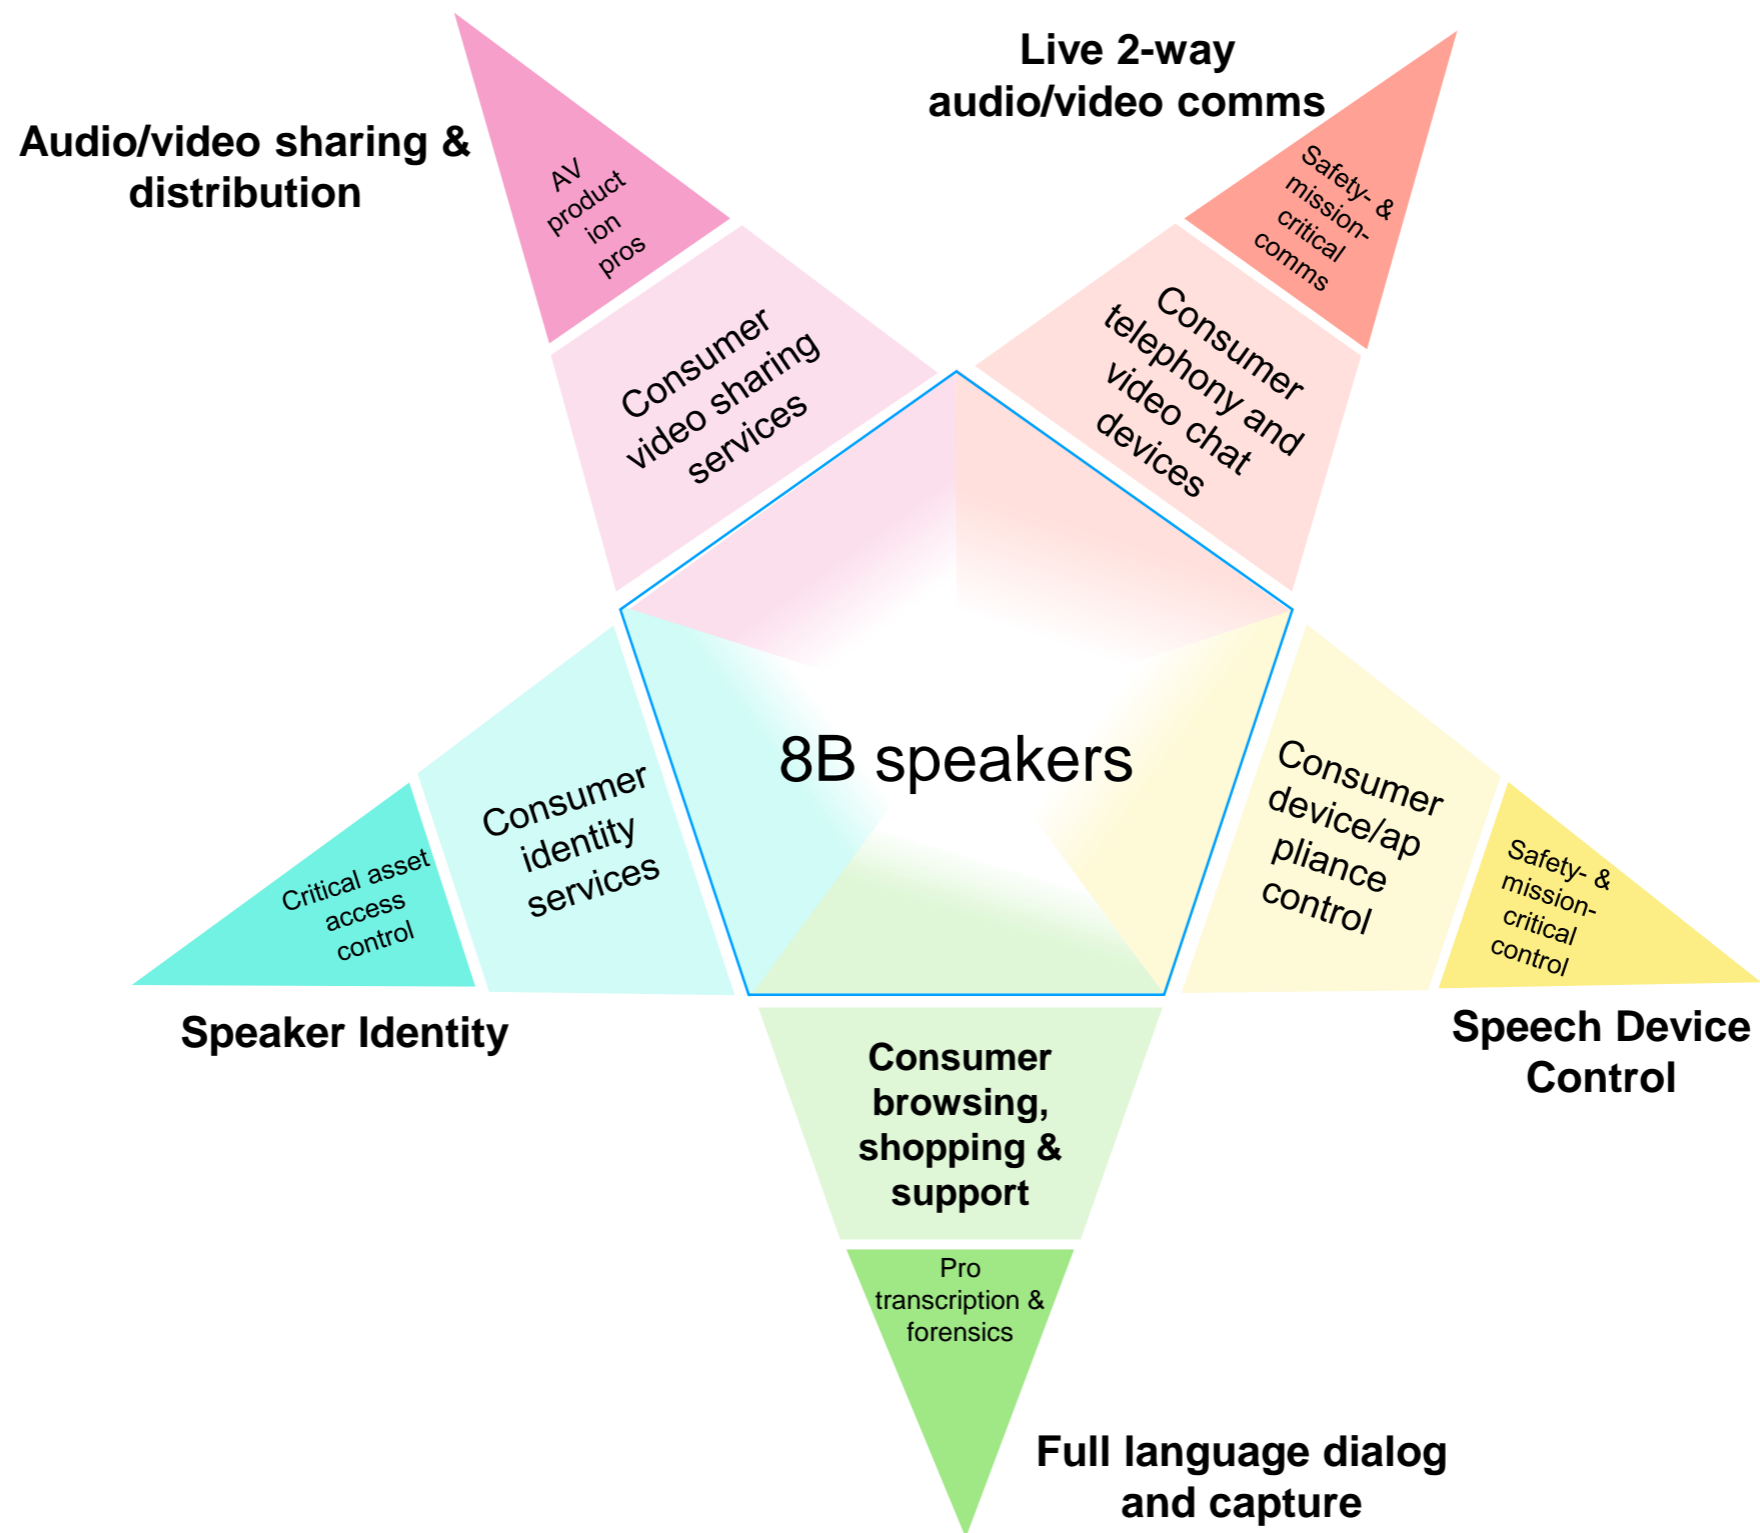 Live 2-way
audio/video comms
Audio/video sharing &
distribution
AV
product
ion
pros
Safety- &
mission-
critical
comms
Consumer
video sharing
services
Consumer
telephony and
video chat
devices
8B speakers
Consumer
identity
services
Critical asset
access
control
Consumer
device/ap
pliance
control
Safety- &
mission-
critical
control
Speaker Identity
Speech Device
Control
Consumer
browsing,
shopping &
support
Pro
transcription &
forensics
Full language dialog
and capture